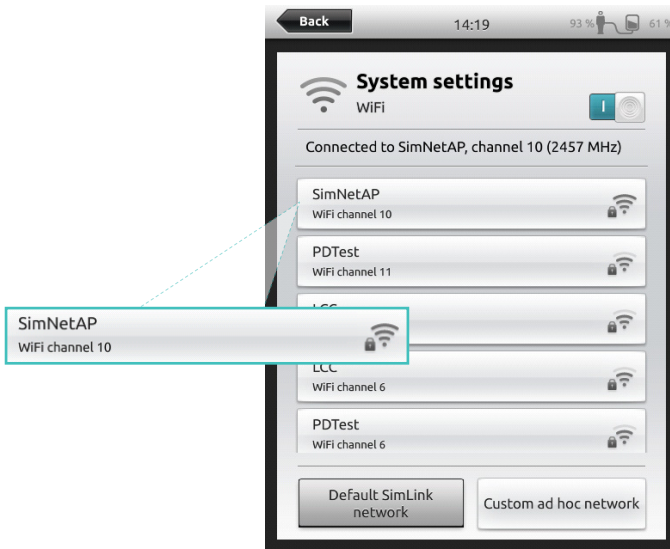 Back
14:19
93 %
61 %
System settings
WiFi
I
Connected to SimNetAP, channel 10 (2457 MHz)
SimNetAP
WiFi channel 10
PDTest
WiFi channel 11
SimNetAP
WiFi channel 10
LCC
WiFi channel 6
PDTest
WiFi channel 6
Default SimLink
network
Custom ad hoc network